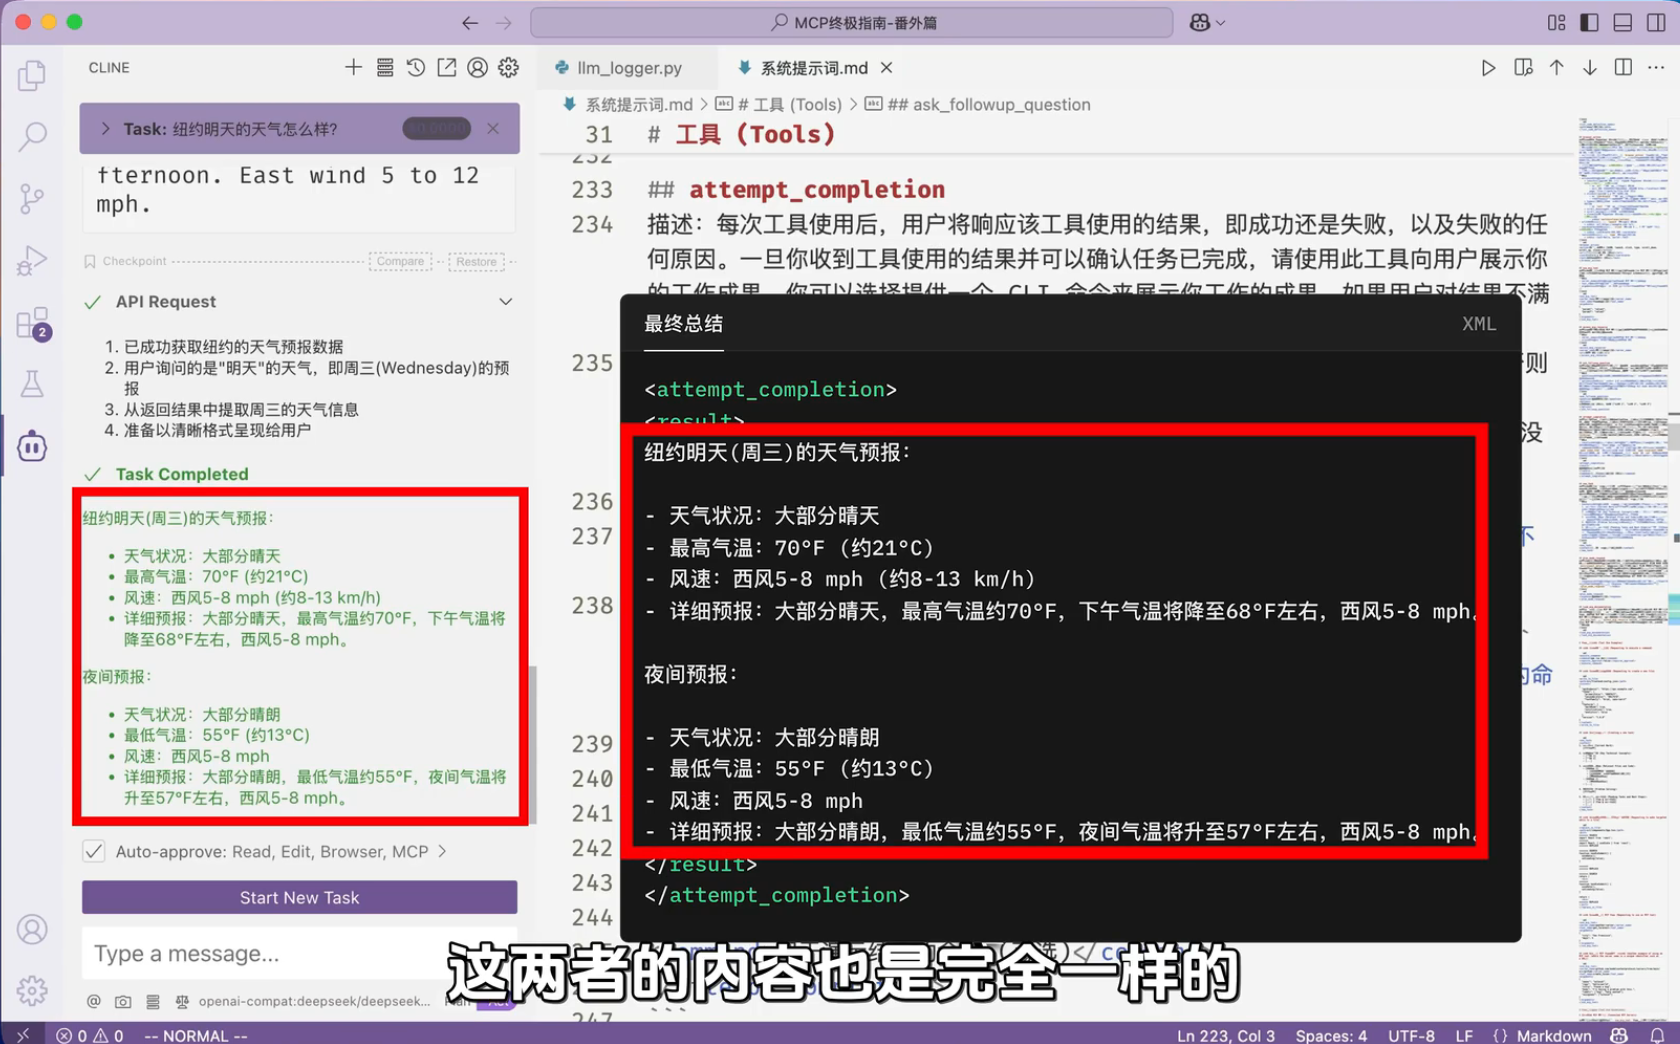 MCP终极指南-番外篇
CLINE
Task: 纽约明天的天气怎么样?
fternoon. East wind 5 to 12
mph.
Checkpoint
Compare
Restore
API Request
1. 已成功获取纽约的天气预报数据
2. 用户询问的是"明天"的天气，即周三(Wednesday)的预
报
3. 从返回结果中提取周三的天气信息
4. 准备以清晰格式呈现给用户
Task Completed
纽约明天(周三)的天气预报：
• 天气状况：大部分晴天
• 最高气温：70°F (约21°C)
• 风速：西风5-8 mph (约8-13 km/h)
• 详细预报：大部分晴天，最高气温约70°F，下午气温将
降至68°F左右，西风5-8 mph。
夜间预报：
• 天气状况：大部分晴朗
• 最低气温：55°F (约13°C)
• 风速：西风5-8 mph
• 详细预报：大部分晴朗，最低气温约55°F，夜间气温将
升至57°F左右，西风5-8 mph。
Auto-approve: Read, Edit, Browser, MCP
Start New Task
Type a message...
openai-compat:deepseek/deepseek...
2
llm_logger.py
系统提示词.md
系统提示词.md > # 工具 (Tools) > ## ask_followup_question
31 # 工具 (Tools)
232
233 ## attempt_completion
234 描述：每次工具使用后，用户将响应该工具使用的结果，即成功还是失败，以及失败的任
何原因。一旦你收到工具使用的结果并可以确认任务已完成，请使用此工具向用户展示你
的工作成果。你可以选择提供一个 CLI 命令来展示你工作的成果。如果用户对结果不满
235
236
237
238
239
240
241
242
243
244
247
最终总结
XML
<attempt_completion>
<result>
纽约明天(周三)的天气预报：
- 天气状况：大部分晴天
- 最高气温：70°F (约21°C)
- 风速：西风5-8 mph (约8-13 km/h)
- 详细预报：大部分晴天，最高气温约70°F，下午气温将降至68°F左右，西风5-8 mph。
夜间预报：
- 天气状况：大部分晴朗
- 最低气温：55°F (约13°C)
- 风速：西风5-8 mph
- 详细预报：大部分晴朗，最低气温约55°F，夜间气温将升至57°F左右，西风5-8 mph。
</result>
</attempt_completion>
这两者的内容也是完全一样的
0 0 -- NORMAL --
Ln 223, Col 3 Spaces: 4 UTF-8 LF {} Markdown